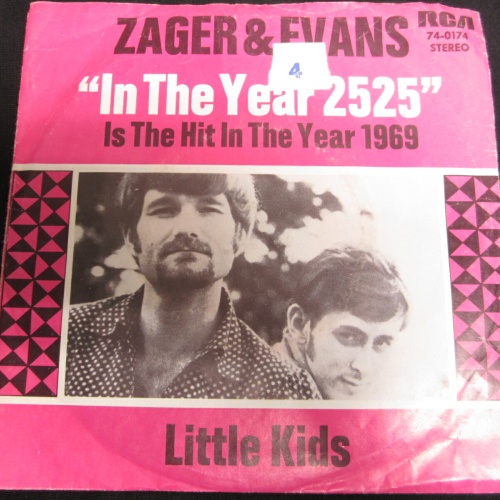 ZAGER & EVANS
RCA
74-0174
STEREO
4
"In The Year 2525"
Is The Hit In The Year 1969
Little Kids